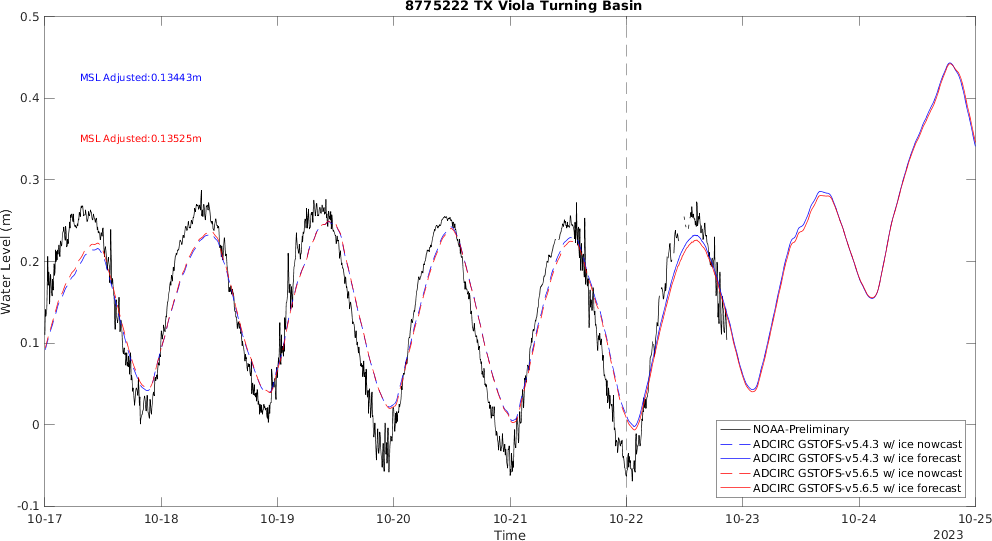 8775222 TX Viola Turning Basin
0.5
MSL Adjusted:0.13443m
0.4
MSL Adjusted:0.13525m
0.3
0.2
Water Level (m)
0.1
0
-0.1
NOAA-Preliminary
ADCIRC GSTOFS-v5.4.3 w/ ice nowcast
ADCIRC GSTOFS-v5.4.3 w/ ice forecast
ADCIRC GSTOFS-v5.6.5 w/ ice nowcast
ADCIRC GSTOFS-v5.6.5 w/ ice forecast
10-17 10-18 10-19 10-20 10-21 10-22 10-23 10-24 10-25
Time
2023